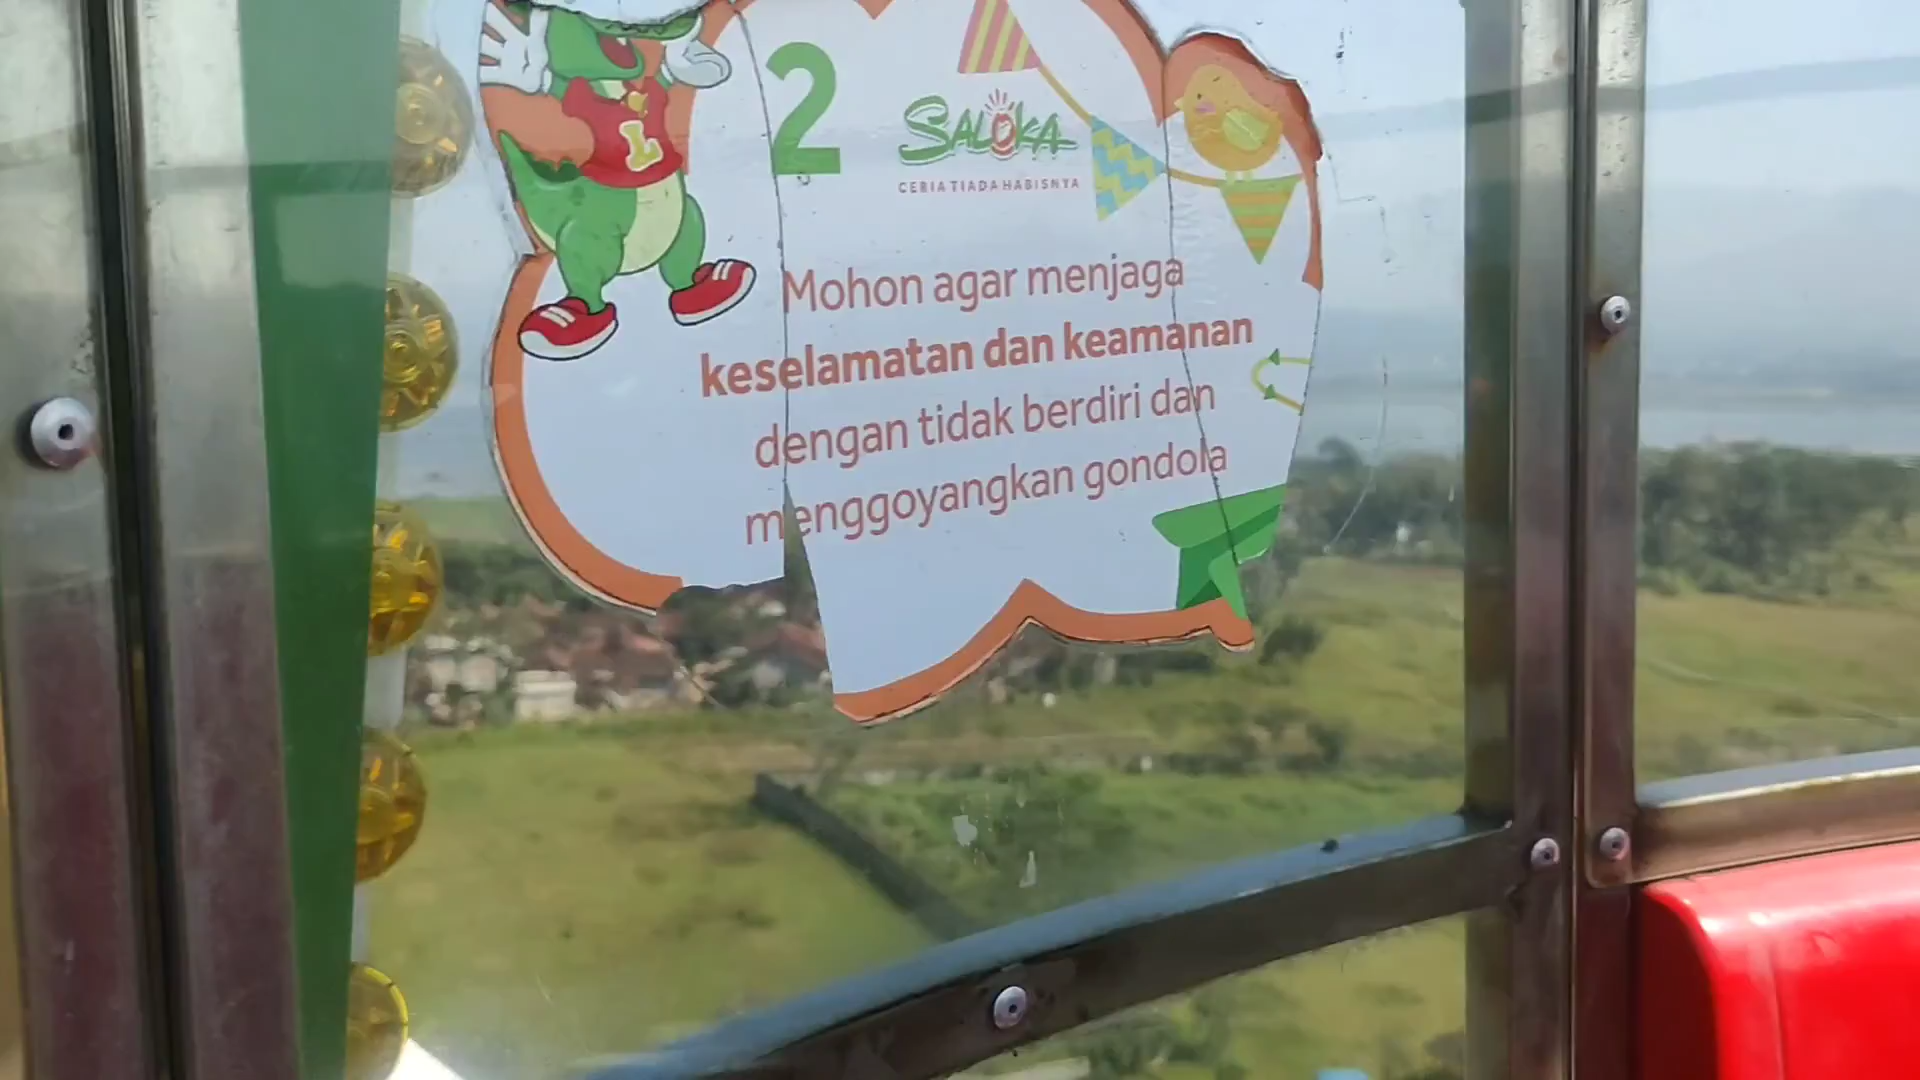 2
SALOKA
CERIA TIADA HABISNYA
L
Mohon agar menjaga
keselamatan dan keamanan
dengan tidak berdiri dan
menggoyangkan gondola